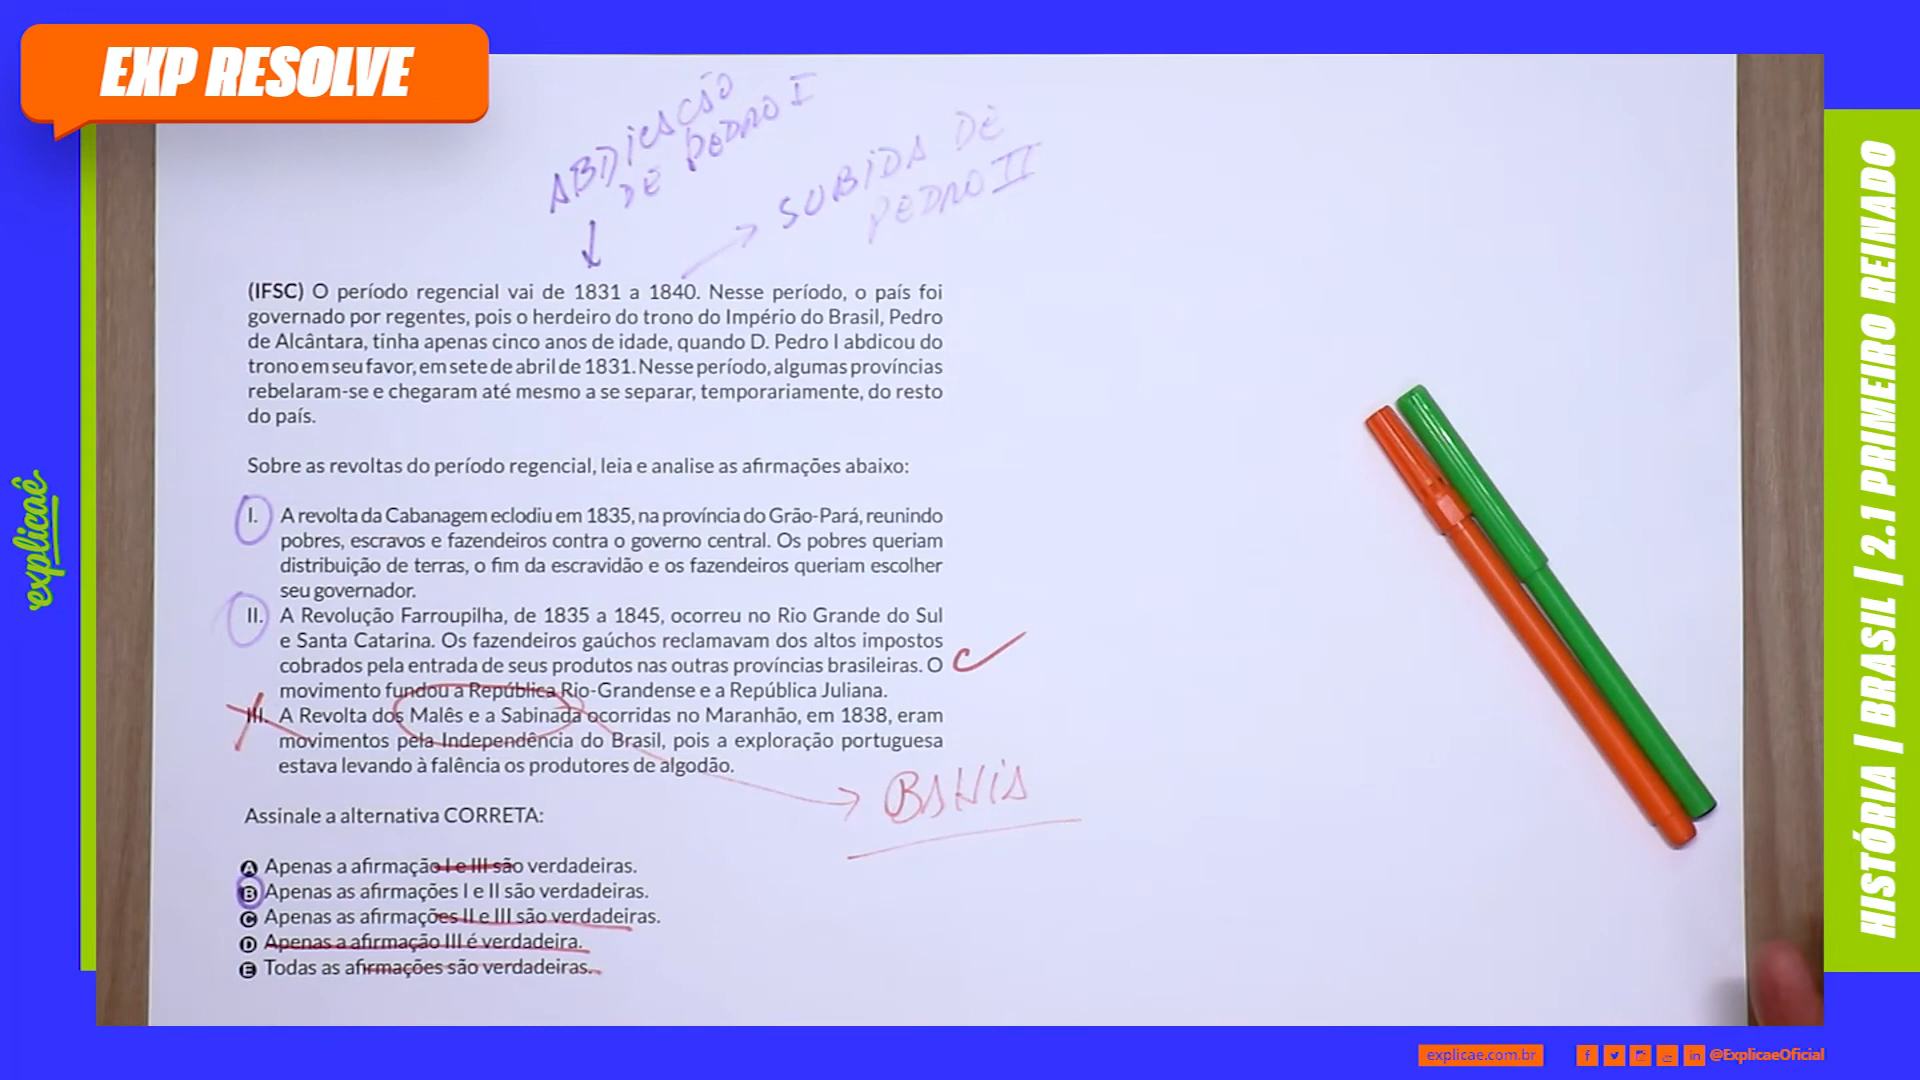 EXP RESOLVE
ABDICAÇÃO
DE PEDRO I
SUBIDA DE
PEDRO II
(IFSC) O período regencial vai de 1831 a 1840. Nesse período, o país foi
governado por regentes, pois o herdeiro do trono do Império do Brasil, Pedro
de Alcântara, tinha apenas cinco anos de idade, quando D. Pedro I abdicou do
trono em seu favor, em sete de abril de 1831. Nesse período, algumas províncias
rebelaram-se e chegaram até mesmo a se separar, temporariamente, do resto
do país.
Sobre as revoltas do período regencial, leia e analise as afirmações abaixo:
I. A revolta da Cabanagem eclodiu em 1835, na província do Grão-Pará, reunindo
pobres, escravos e fazendeiros contra o governo central. Os pobres queriam
distribuição de terras, o fim da escravidão e os fazendeiros queriam escolher
seu governador.
II. A Revolução Farroupilha, de 1835 a 1845, ocorreu no Rio Grande do Sul
e Santa Catarina. Os fazendeiros gaúchos reclamavam dos altos impostos
cobrados pela entrada de seus produtos nas outras províncias brasileiras. O
movimento fundou a República Rio-Grandense e a República Juliana.
III. A Revolta dos Malês e a Sabinada ocorridas no Maranhão, em 1838, eram
movimentos pela Independência do Brasil, pois a exploração portuguesa
estava levando à falência os produtores de algodão.
BAHIA
Assinale a alternativa CORRETA:
A Apenas a afirmação I e III são verdadeiras.
B Apenas as afirmações I e II são verdadeiras.
C Apenas as afirmações II e III são verdadeiras.
D Apenas a afirmação III é verdadeira.
E Todas as afirmações são verdadeiras.
explicaê
HISTÓRIA | BRASIL | 2.1 PRIMEIRO REINADO
explicae.com.br
@ExplicaeOficial